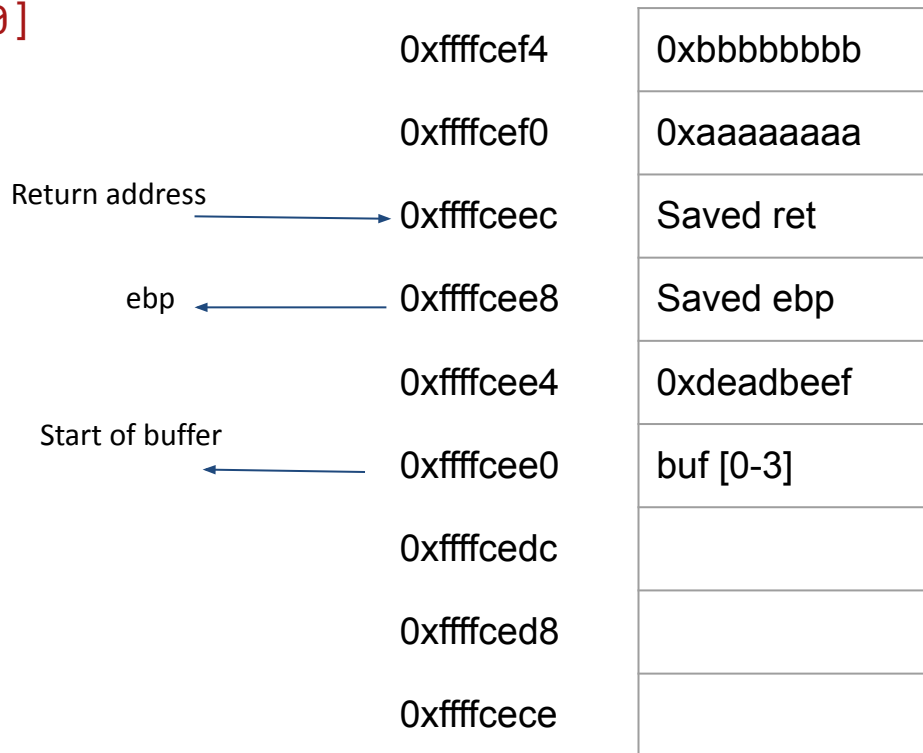 0]
0xffffcef4 0xbbbbbbbb
0xffffcef0 0xaaaaaaaa
Return address 0xffffceec Saved ret
ebp 0xffffcee8 Saved ebp
0xffffcee4 0xdeadbeef
Start of buffer 0xffffcee0 buf [0-3]
0xffffcedc
0xffffced8
0xffffcece